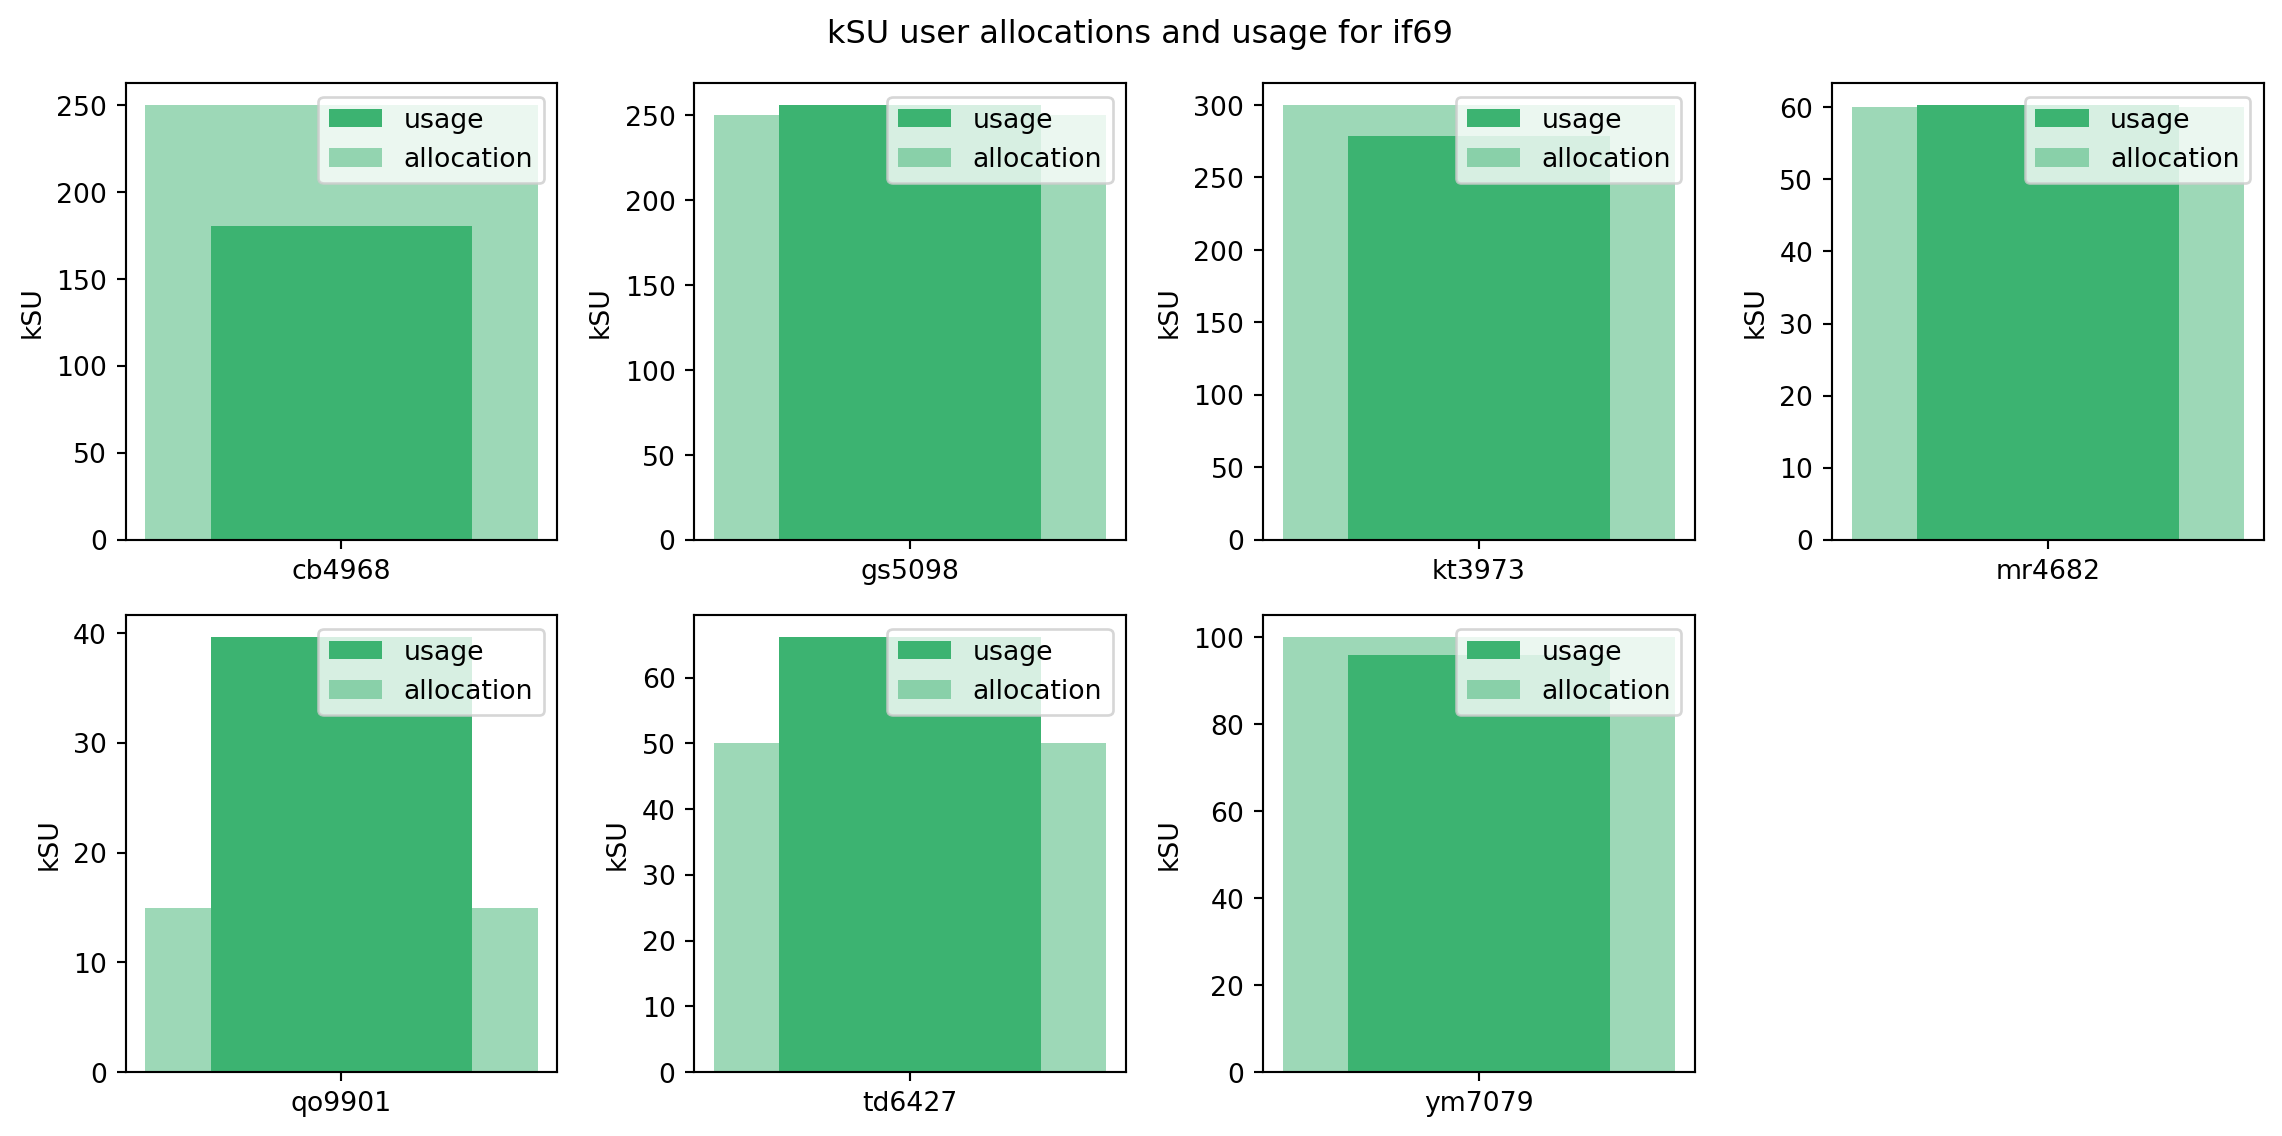 kSU user allocations and usage for if69
250
200
150
100
50
0
kSU
usage
allocation
cb4968
250
200
150
100
50
0
kSU
usage
allocation
gs5098
300
250
200
150
100
50
0
kSU
usage
allocation
kt3973
60
50
40
30
20
10
0
kSU
usage
allocation
mr4682
40
30
20
10
0
kSU
usage
allocation
qo9901
60
50
40
30
20
10
0
kSU
usage
allocation
td6427
100
80
60
40
20
0
kSU
usage
allocation
ym7079